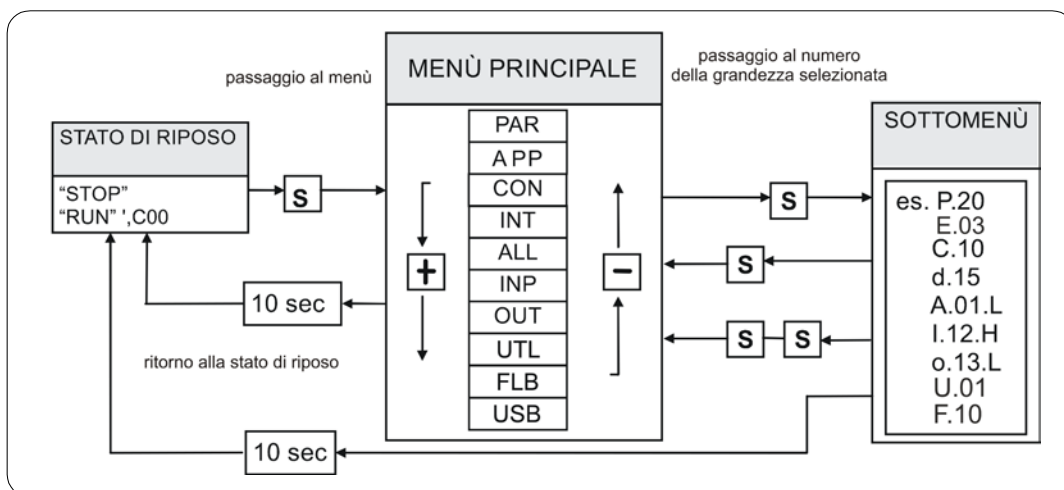 passaggio al menù
MENÙ PRINCIPALE
passaggio al numero
della grandezza selezionata
STATO DI RIPOSO
"STOP"
"RUN" ',C00
S
PAR
APP
CON
INT
ALL
INP
OUT
UTL
FLB
USB
+
−
10 sec
ritorno alla stato di riposo
10 sec
S
S
S
S
SOTTOMENÙ
es. P.20
E.03
C.10
d.15
A.01.L
I.12.H
o.13.L
U.01
F.10